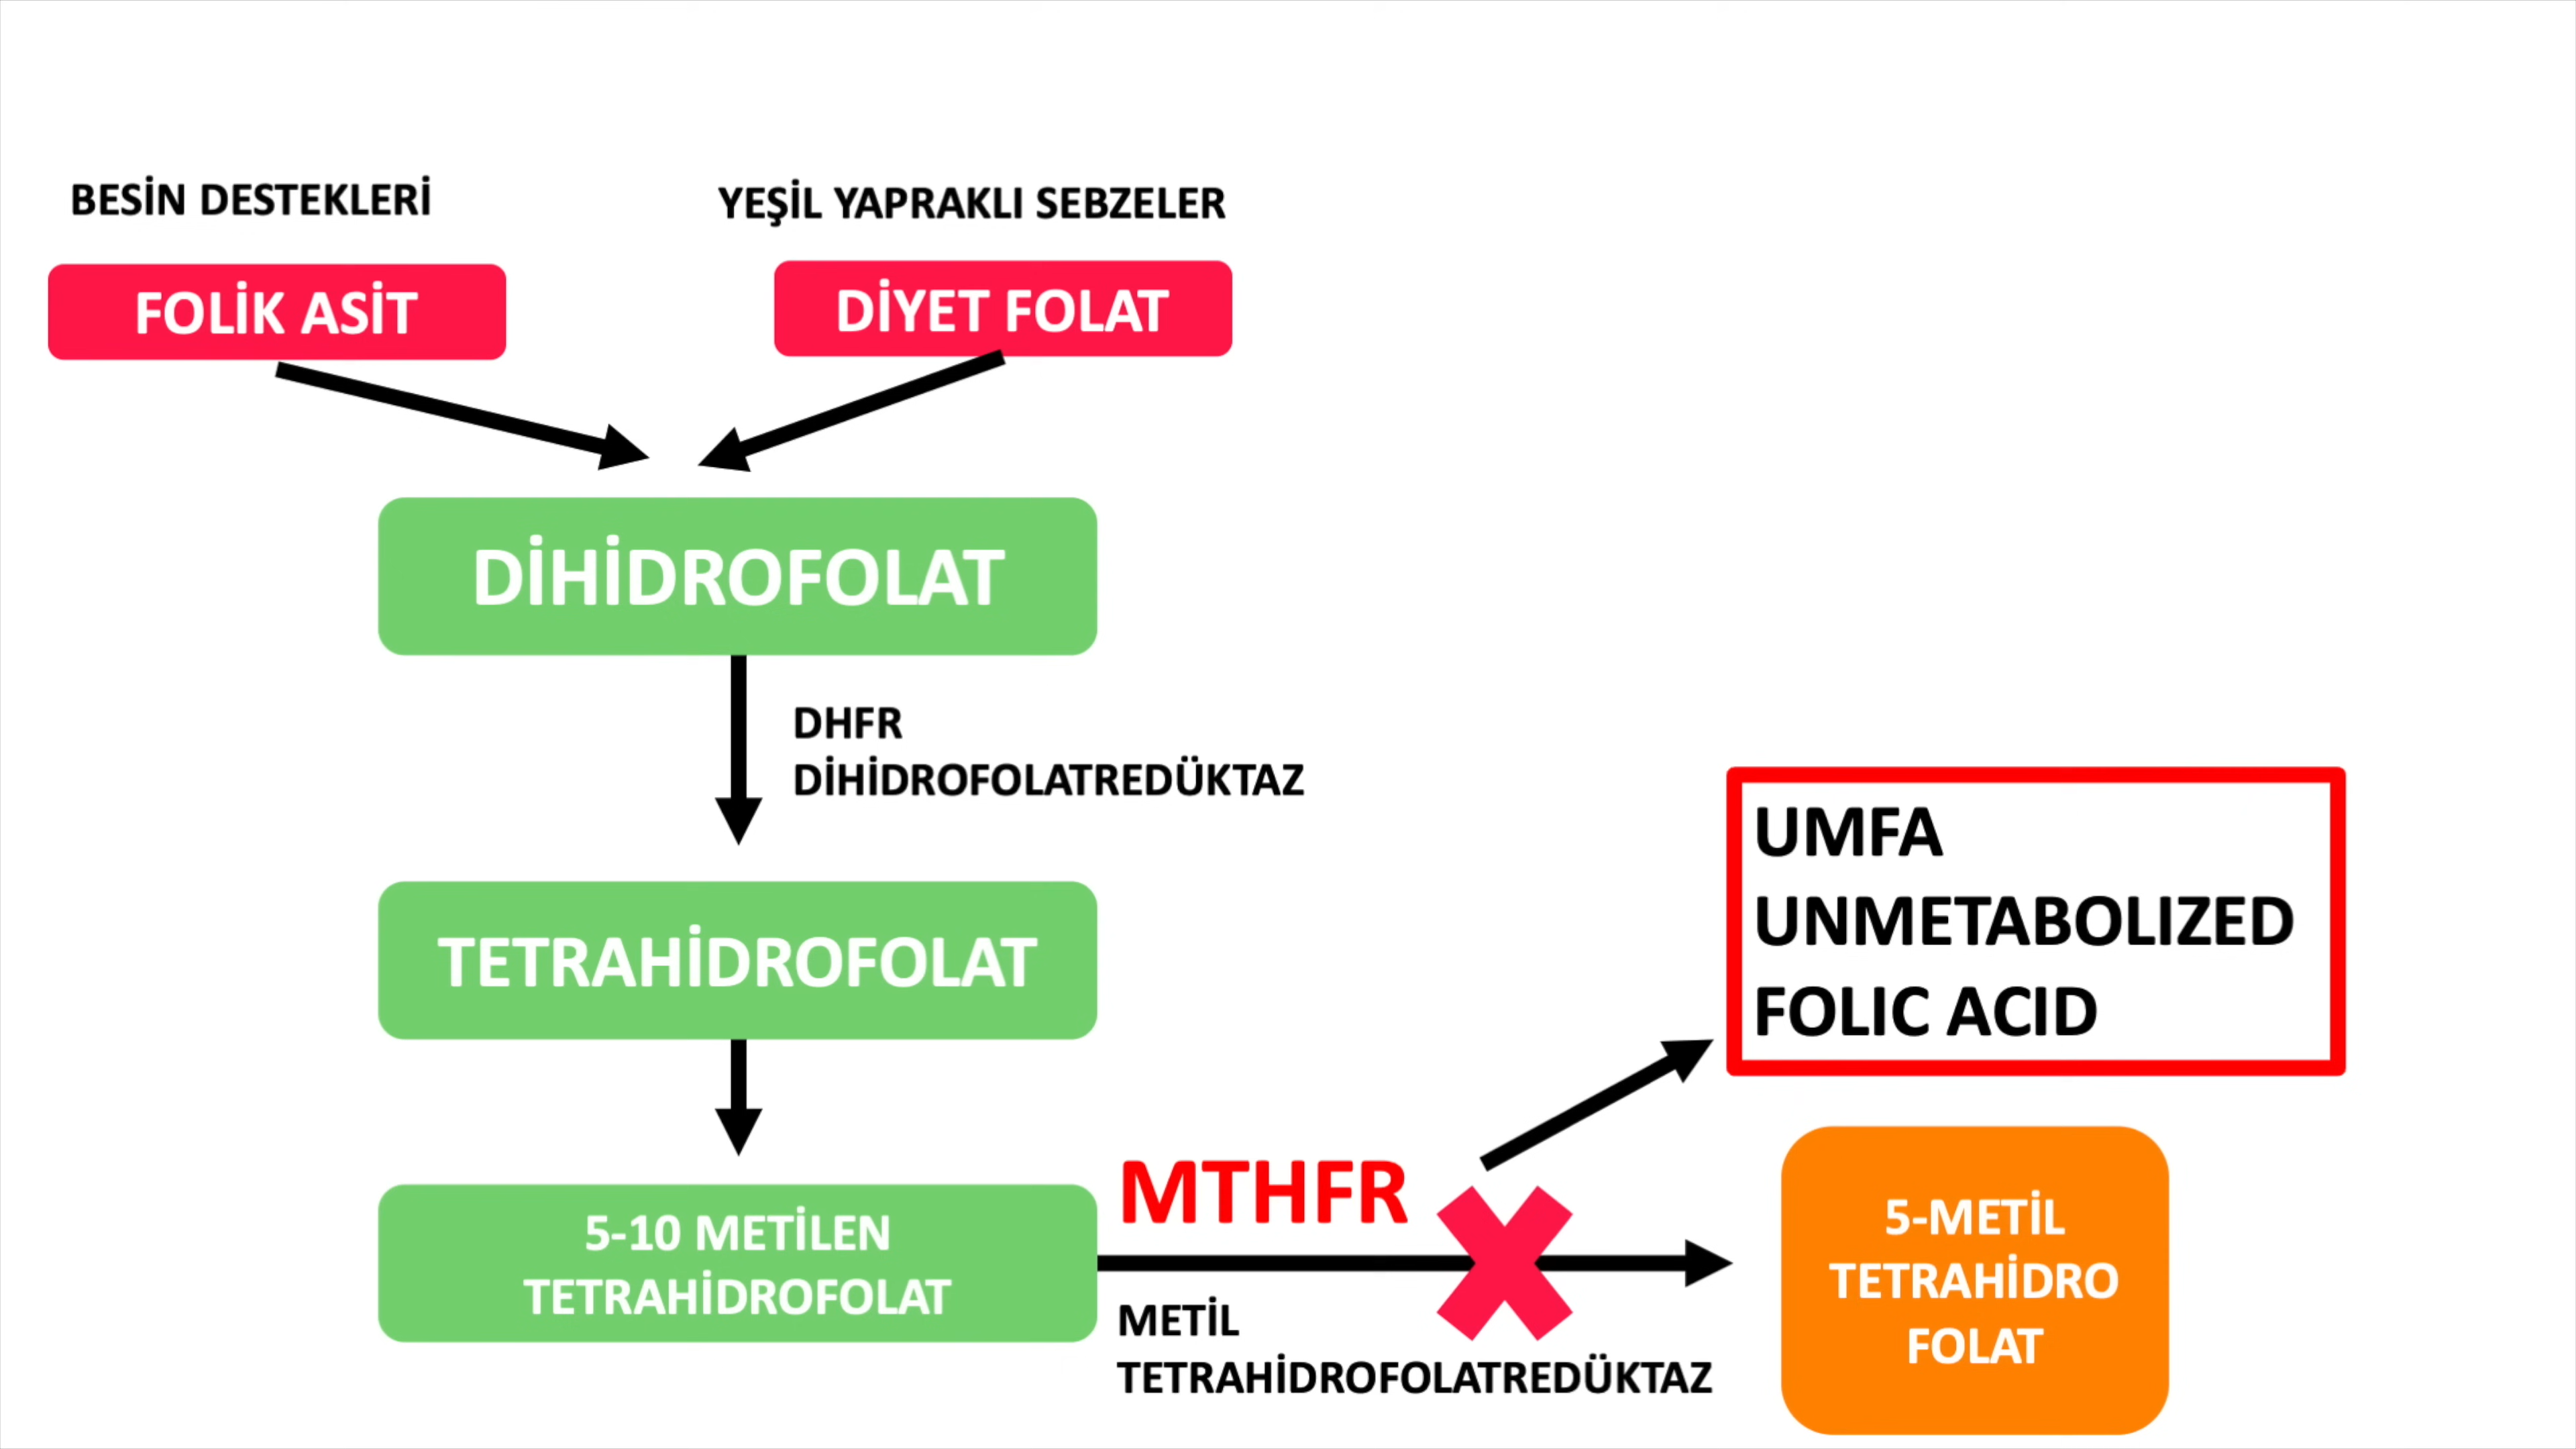 BESİN DESTEKLERİ
YEŞİL YAPRAKLI SEBZELER
FOLİK ASİT
DİYET FOLAT
DİHİDROFOLAT
DHFR
DİHİDROFOLATREDÜKTAZ
TETRAHİDROFOLAT
UMFA
UNMETABOLIZED
FOLIC ACID
5-10 METİLEN
TETRAHİDROFOLAT
MTHFR
METİL
TETRAHİDROFOLATREDÜKTAZ
5-METİL
TETRAHİDRO
FOLAT